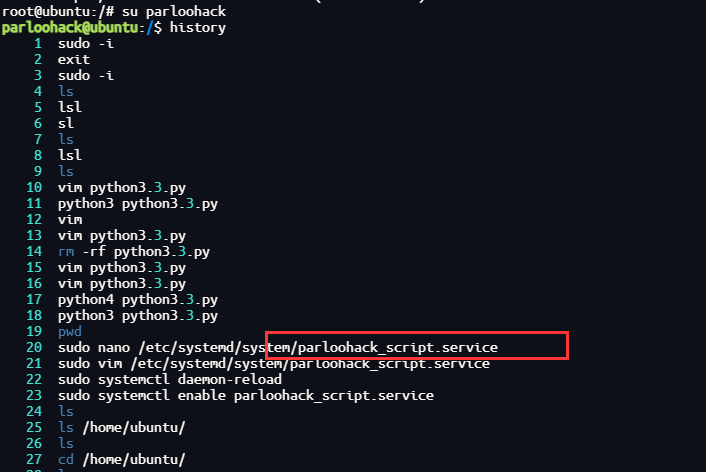 root@ubuntu:/# su parloohack
parloohack@ubuntu:/$ history
1 sudo -i
2 exit
3 sudo -i
4 ls
5 lsl
6 sl
7 ls
8 lsl
9 ls
10 vim python3.3.py
11 python3 python3.3.py
12 vim
13 vim python3.3.py
14 rm -rf python3.3.py
15 vim python3.3.py
16 vim python3.3.py
17 python4 python3.3.py
18 python3 python3.3.py
19 pwd
20 sudo nano /etc/systemd/system/parloohack_script.service
21 sudo vim /etc/systemd/system/parloohack_script.service
22 sudo systemctl daemon-reload
23 sudo systemctl enable parloohack_script.service
24 ls
25 ls /home/ubuntu/
26 ls
27 cd /home/ubuntu/